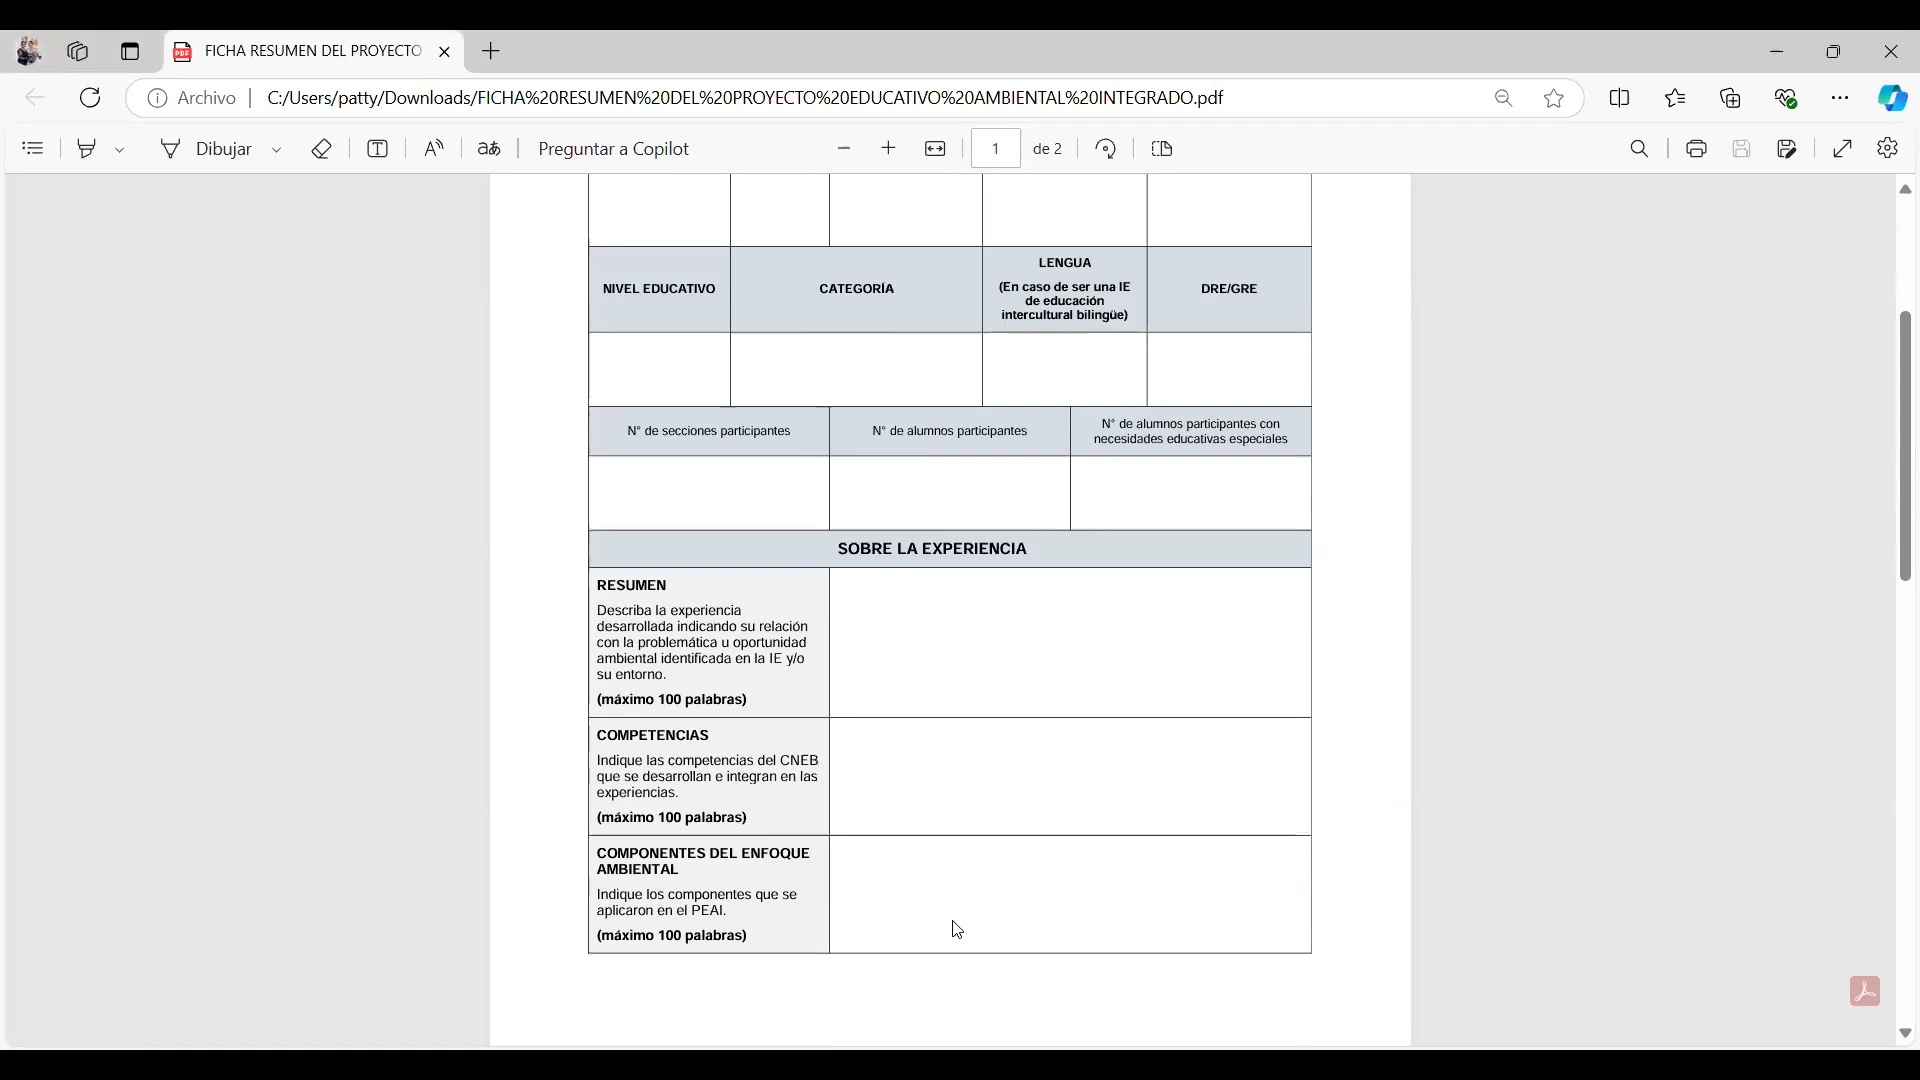 FICHA RESUMEN DEL PROYECTO
Archivo
C:/Users/patty/Downloads/FICHA%20RESUMEN%20DEL%20PROYECTO%20EDUCATIVO%20AMBIENTAL%20INTEGRADO.pdf
Dibujar
Preguntar a Copilot
1
de 2
NIVEL EDUCATIVO
CATEGORÍA
LENGUA
(En caso de ser una IE
de educación
intercultural bilingüe)
DRE/GRE
N° de secciones participantes
N° de alumnos participantes
N° de alumnos participantes con
necesidades educativas especiales
SOBRE LA EXPERIENCIA
RESUMEN
Describa la experiencia
desarrollada indicando su relación
con la problemática u oportunidad
ambiental identificada en la IE y/o
su entorno.
(máximo 100 palabras)
COMPETENCIAS
Indique las competencias del CNEB
que se desarrollan e integran en las
experiencias.
(máximo 100 palabras)
COMPONENTES DEL ENFOQUE
AMBIENTAL
Indique los componentes que se
aplicaron en el PEAI.
(máximo 100 palabras)